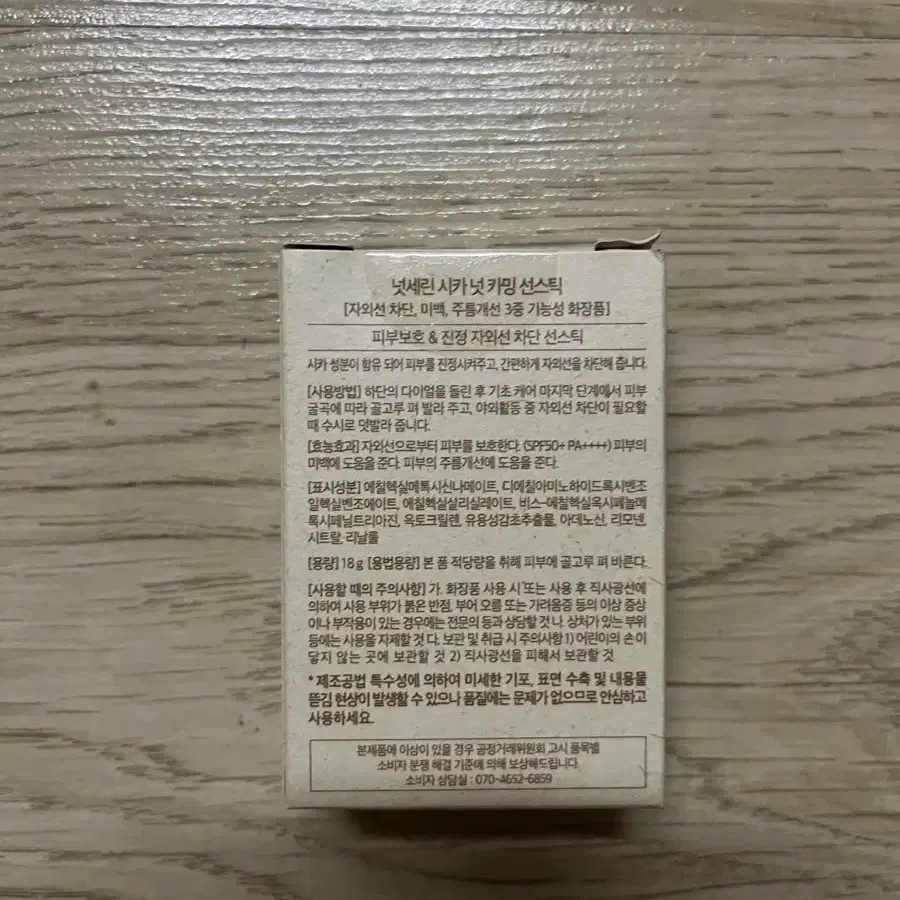 넛세린 시카 넛 카밍 선스틱
[자외선 차단, 미백, 주름개선 3중 기능성 화장품]
피부보호 & 진정 자외선 차단 선스틱
시카 성분이 함유 되어 피부를 진정시켜주고, 간편하게 자외선을 차단해 줍니다.
[사용방법] 하단의 다이얼을 돌린 후 기초 케어 마지막 단계에서 피부
굴곡에 따라 골고루 펴 발라 주고, 야외활동 중 자외선 차단이 필요할
때 수시로 덧발라 줍니다.
[효능효과] 자외선으로부터 피부를 보호한다. (SPF50+ PA++++) 피부의
미백에 도움을 준다. 피부의 주름개선에 도움을 준다.
[표시성분] 에칠헥실메톡시신나메이트, 디에칠아미노하이드록시벤조
일헥실벤조에이트, 에칠헥실살리실레이트, 비스-에칠헥실옥시페놀메
톡시페닐트리아진, 옥토크릴렌, 유용성감초추출물, 아데노신, 리모넨,
시트랄, 리날룰
[용량] 18g [용법용량] 본 품 적당량을 취해 피부에 골고루 펴 바른다.
[사용할 때의 주의사항] 가. 화장품 사용 시 또는 사용 후 직사광선에
의하여 사용 부위가 붉은 반점, 부어 오름 또는 가려움증 등의 이상 증상
이나 부작용이 있는 경우에는 전문의 등과 상담할 것 나. 상처가 있는 부위
등에는 사용을 자제할 것 다. 보관 및 취급 시 주의사항 1) 어린이의 손이
닿지 않는 곳에 보관할 것 2) 직사광선을 피해서 보관할 것
* 제조공법 특수성에 의하여 미세한 기포, 표면 수축 및 내용물
뜯김 현상이 발생할 수 있으나 품질에는 문제가 없으므로 안심하고
사용하세요.
본제품에 이상이 있을 경우 공정거래위원회 고시 품목별
소비자 분쟁 해결 기준에 의해 보상해드립니다.
소비자 상담실 : 070-4652-6859